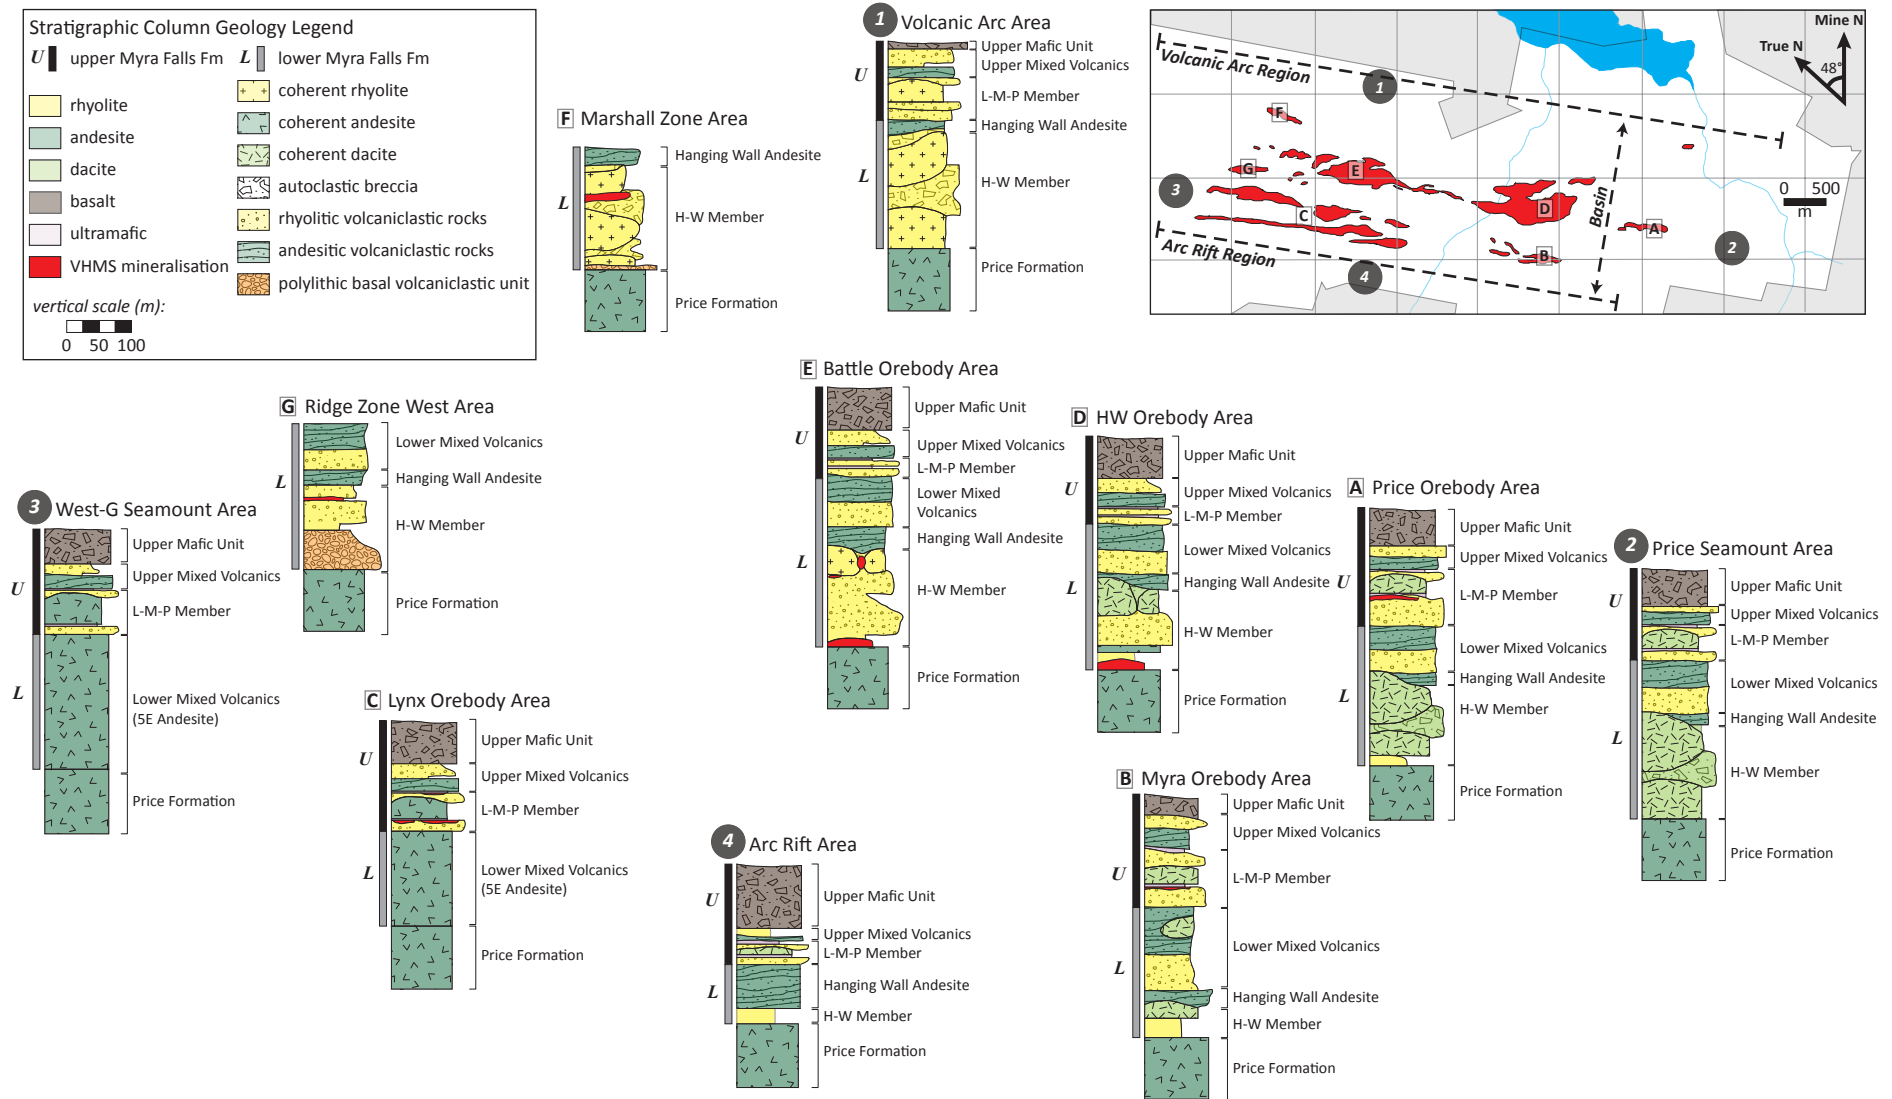 Stratigraphic Column Geology Legend
U upper Myra Falls Fm
L lower Myra Falls Fm
rhyolite
andesite
dacite
basalt
ultramafic
VHMS mineralisation
coherent rhyolite
coherent andesite
coherent dacite
autoclastic breccia
rhyolitic volcaniclastic rocks
andesitic volcaniclastic rocks
polylithic basal volcaniclastic unit
vertical scale (m):
0 50 100
F Marshall Zone Area
L
Hanging Wall Andesite
H-W Member
Price Formation
1 Volcanic Arc Area
U
L
Upper Mafic Unit
Upper Mixed Volcanics
L-M-P Member
Hanging Wall Andesite
H-W Member
Price Formation
Mine N
True N
48°
Volcanic Arc Region
1
F
G
E
3
C
D
A
B
2
4
Basin
Arc Rift Region
0 500
m
G Ridge Zone West Area
L
Lower Mixed Volcanics
Hanging Wall Andesite
H-W Member
Price Formation
E Battle Orebody Area
U
L
Upper Mafic Unit
Upper Mixed Volcanics
L-M-P Member
Lower Mixed
Volcanics
Hanging Wall Andesite
H-W Member
Price Formation
D HW Orebody Area
U
L
Upper Mafic Unit
Upper Mixed Volcanics
L-M-P Member
Lower Mixed Volcanics
Hanging Wall Andesite
H-W Member
Price Formation
A Price Orebody Area
U
L
Upper Mafic Unit
Upper Mixed Volcanics
L-M-P Member
Lower Mixed Volcanics
Hanging Wall Andesite
H-W Member
Price Formation
2 Price Seamount Area
U
L
Upper Mafic Unit
Upper Mixed Volcanics
L-M-P Member
Lower Mixed Volcanics
Hanging Wall Andesite
H-W Member
Price Formation
3 West-G Seamount Area
U
L
Upper Mafic Unit
Upper Mixed Volcanics
L-M-P Member
Lower Mixed Volcanics
(5E Andesite)
Price Formation
C Lynx Orebody Area
U
L
Upper Mafic Unit
Upper Mixed Volcanics
L-M-P Member
Lower Mixed Volcanics
(5E Andesite)
Price Formation
4 Arc Rift Area
U
L
Upper Mafic Unit
Upper Mixed Volcanics
L-M-P Member
Hanging Wall Andesite
H-W Member
Price Formation
B Myra Orebody Area
U
L
Upper Mafic Unit
Upper Mixed Volcanics
L-M-P Member
Lower Mixed Volcanics
Hanging Wall Andesite
H-W Member
Price Formation